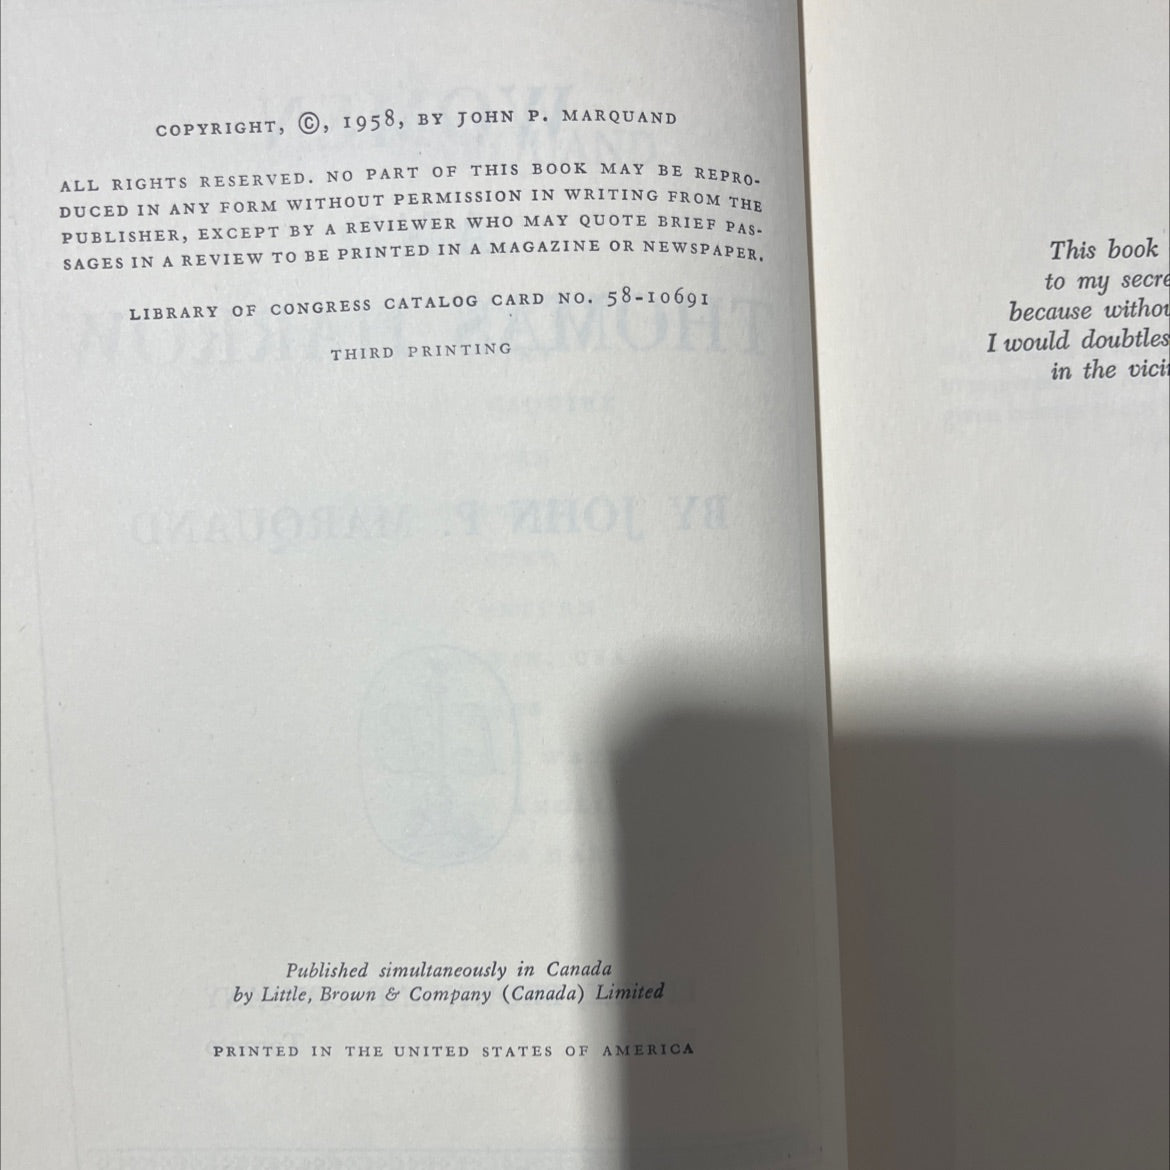 COPYRIGHT, ©, 1958, BY JOHN P. MARQUAND
ALL RIGHTS RESERVED. NO PART OF THIS BOOK MAY BE REPRO-
DUCED IN ANY FORM WITHOUT PERMISSION IN WRITING FROM THE
PUBLISHER, EXCEPT BY A REVIEWER WHO MAY QUOTE BRIEF PAS-
SAGES IN A REVIEW TO BE PRINTED IN A MAGAZINE OR NEWSPAPER.
LIBRARY OF CONGRESS CATALOG CARD NO. 58-10691
THIRD PRINTING
Published simultaneously in Canada
by Little, Brown & Company (Canada) Limited
PRINTED IN THE UNITED STATES OF AMERICA
This book
to my secre
because withou
I would doubtles
in the vici